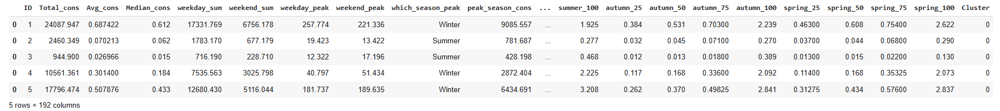 ID Total_cons Avg_cons Median_cons weekday_sum weekend_sum weekday_peak weekend_peak which_season_peak peak_season_cons ... summer_100 autumn_25 autumn_50 autumn_75 autumn_100 spring_25 spring_50 spring_75 spring_100 Cluster
0 1 24087.947 0.687422 0.612 17331.769 6756.178 257.774 221.336 Winter 9085.557 ... 1.925 0.384 0.531 0.70300 2.239 0.46300 0.608 0.75400 2.622 0
0 2 2460.349 0.070213 0.062 1783.170 677.179 19.423 13.422 Summer 781.687 ... 0.277 0.032 0.045 0.07100 0.270 0.03700 0.044 0.06800 0.290 0
0 3 944.900 0.026966 0.015 716.190 228.710 12.322 17.196 Summer 428.198 ... 0.468 0.012 0.013 0.01800 0.389 0.01300 0.015 0.02200 0.130 0
0 4 10561.361 0.301400 0.184 7535.563 3025.798 40.797 51.434 Winter 2872.404 ... 2.225 0.117 0.168 0.33600 2.092 0.11400 0.168 0.35325 2.073 0
0 5 17796.474 0.507876 0.433 12680.430 5116.044 181.737 189.635 Winter 6434.691 ... 3.208 0.262 0.370 0.49825 2.841 0.31275 0.434 0.57600 2.837 0
5 rows × 192 columns